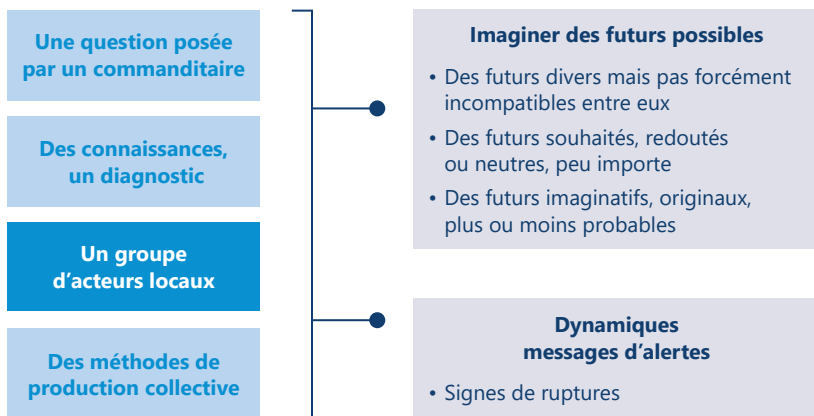 Une question posée
par un commanditaire
Des connaissances,
un diagnostic
Un groupe
d’acteurs locaux
Des méthodes de
production collective
Imaginer des futurs possibles
• Des futurs divers mais pas forcément
incompatibles entre eux
• Des futurs souhaités, redoutés
ou neutres, peu importe
• Des futurs imaginatifs, originaux,
plus ou moins probables
Dynamiques
messages d’alertes
• Signes de ruptures